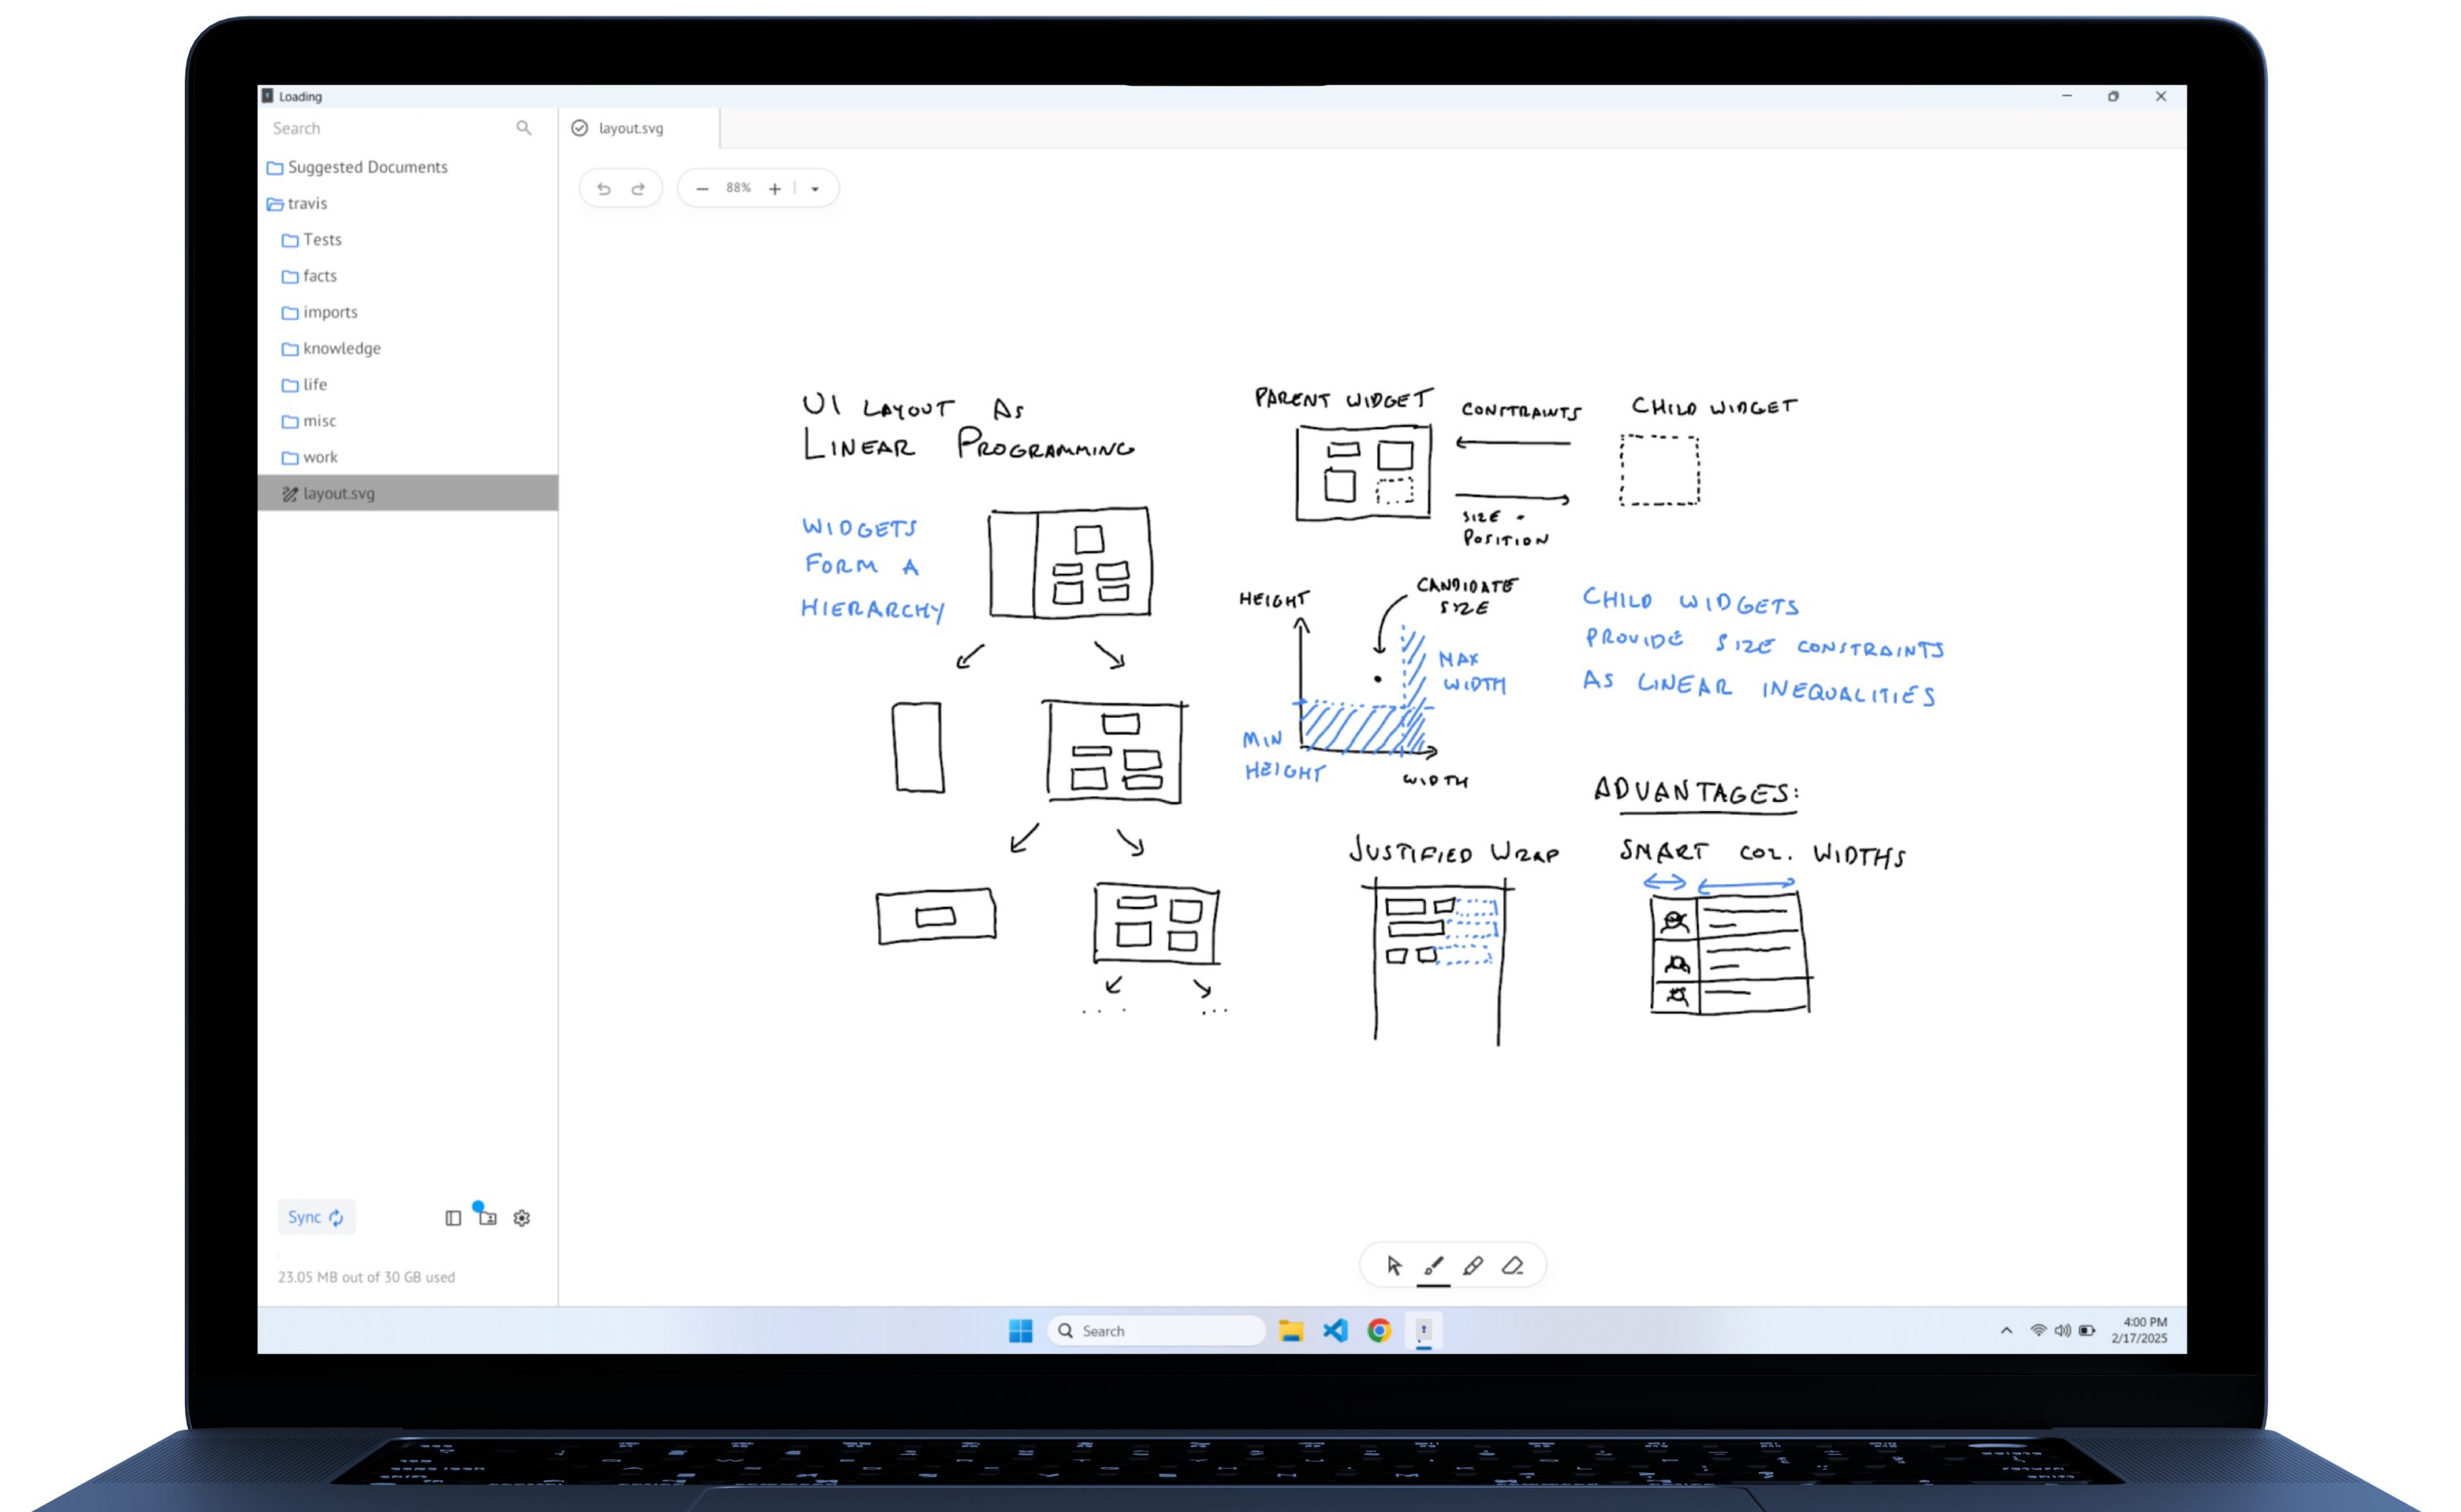 Loading
Search
Suggested Documents
travis
Tests
facts
imports
knowledge
life
misc
work
layout.svg
Sync
23.05 MB out of 30 GB used
layout.svg
88%
UI LAYOUT AS
LINEAR PROGRAMMING
WIDGETS
FORM A
HIERARCHY
PARENT WIDGET
CONSTRAINTS
CHILD WIDGET
SIZE +
POSITION
HEIGHT
CANDIDATE
SIZE
MAX
WIDTH
MIN
HEIGHT
WIDTH
CHILD WIDGETS
PROVIDE SIZE CONSTRAINTS
AS LINEAR INEQUALITIES
ADVANTAGES:
JUSTIFIED WRAP
SMART COL. WIDTHS
Search
4:00 PM
2/17/2025